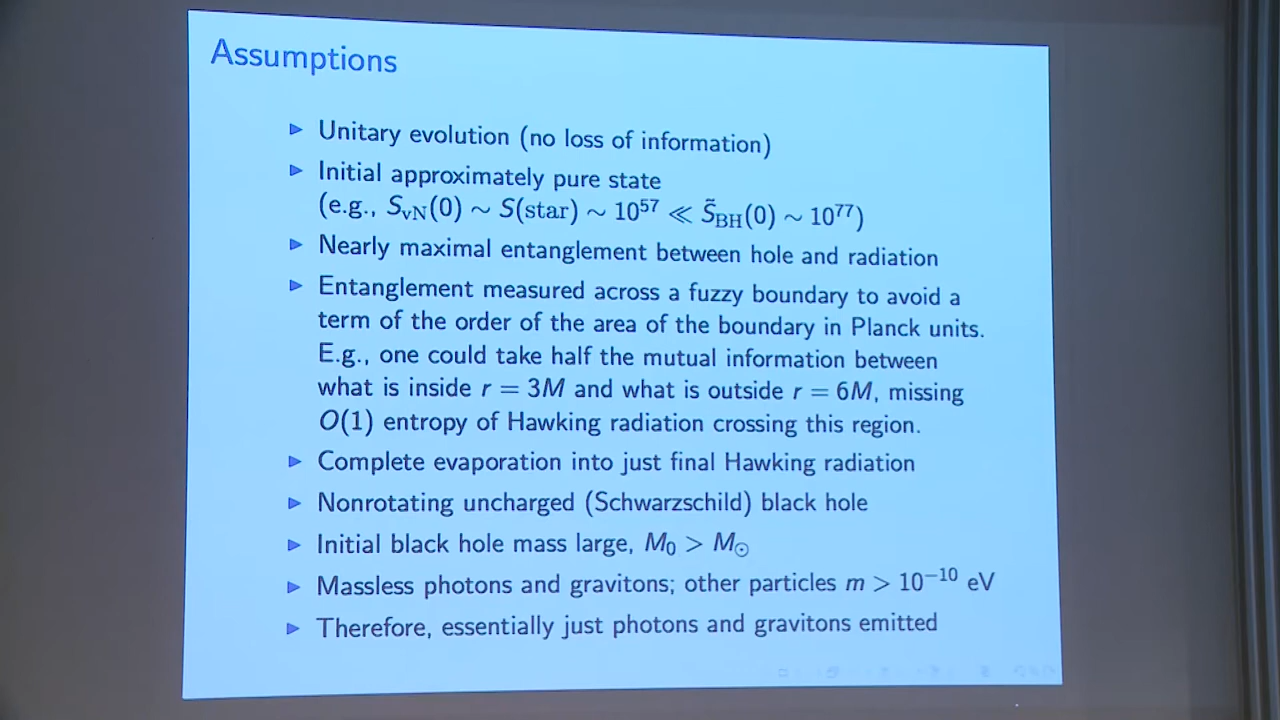 Assumptions
▶ Unitary evolution (no loss of information)
▶ Initial approximately pure state
(e.g., S_vN(0) ∼ S(star) ∼ 10^57 ≪ S̃_BH(0) ∼ 10^77)
▶ Nearly maximal entanglement between hole and radiation
▶ Entanglement measured across a fuzzy boundary to avoid a
term of the order of the area of the boundary in Planck units.
E.g., one could take half the mutual information between
what is inside r = 3M and what is outside r = 6M, missing
O(1) entropy of Hawking radiation crossing this region.
▶ Complete evaporation into just final Hawking radiation
▶ Nonrotating uncharged (Schwarzschild) black hole
▶ Initial black hole mass large, M_0 > M_⊙
▶ Massless photons and gravitons; other particles m > 10^−10 eV
▶ Therefore, essentially just photons and gravitons emitted